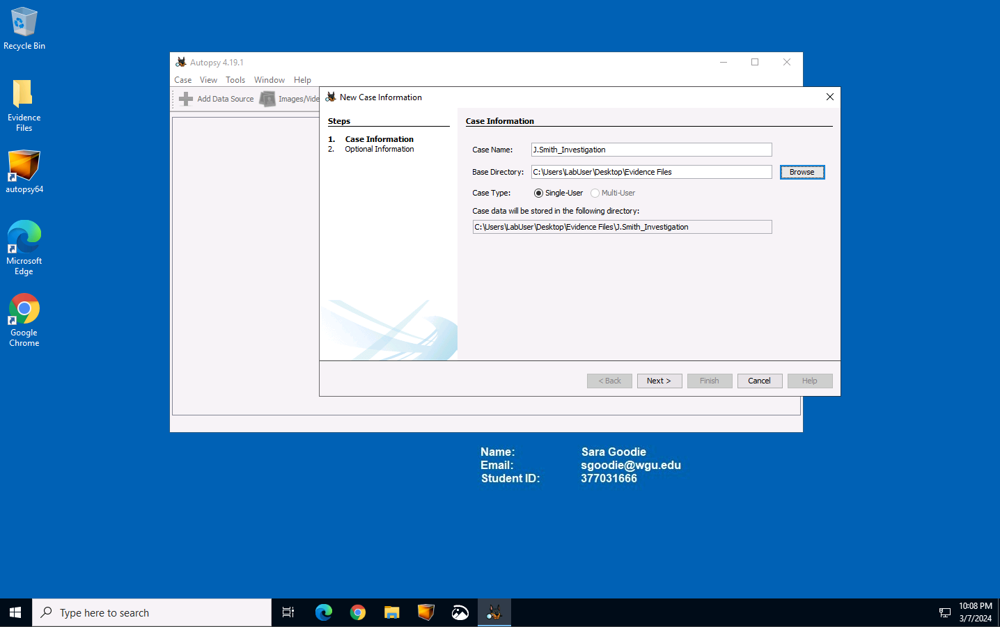 Recycle Bin
Evidence
Files
autopsy64
Microsoft
Edge
Google
Chrome
Autopsy 4.19.1
Case View Tools Window Help
Add Data Source Images/Vide
New Case Information
Steps
1. Case Information
2. Optional Information
Case Information
Case Name: J.Smith_Investigation
Base Directory: C:\Users\LabUser\Desktop\Evidence Files Browse
Case Type: Single-User Multi-User
Case data will be stored in the following directory:
C:\Users\LabUser\Desktop\Evidence Files\J.Smith_Investigation
< Back Next > Finish Cancel Help
Name: Sara Goodie
Email: sgoodie@wgu.edu
Student ID: 377031666
Type here to search
10:08 PM
3/7/2024